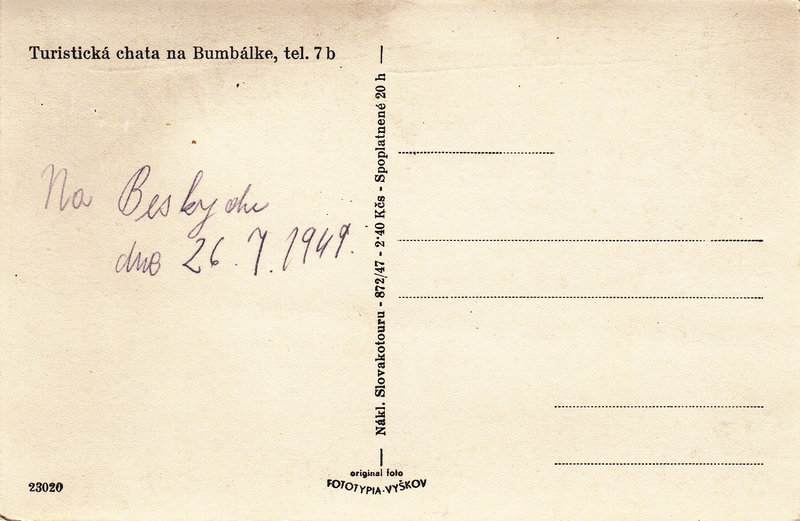 Turistická chata na Bumbálke, tel. 7 b
Na Beskyde
dne 26. 7. 1949.
Nákl. Slovakotouru - 872/47 - 2·40 Kčs - Spoplatnené 20 h
23020
original foto
FOTOTYPIA-VYŠKOV